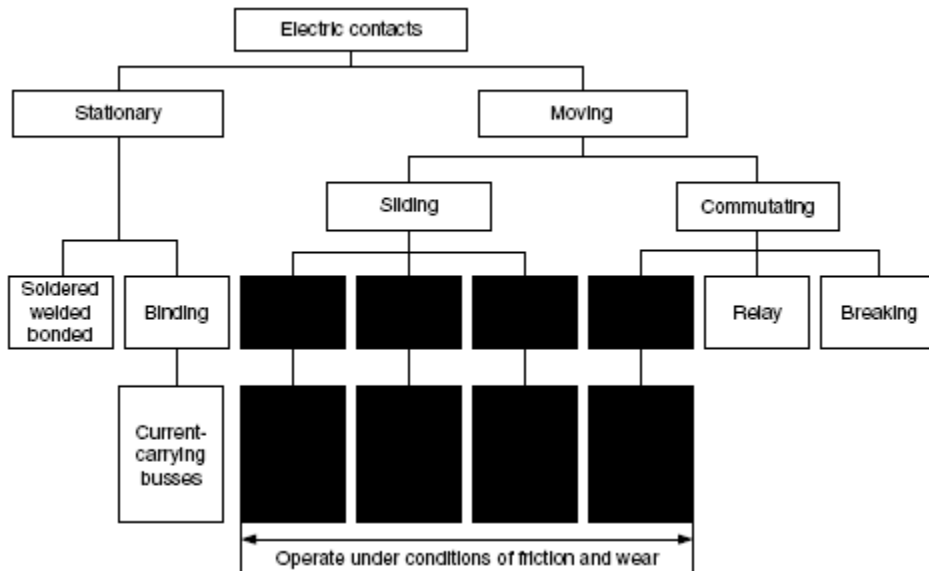 Electric contacts
Stationary
Moving
Sliding
Commutating
Soldered
welded
bonded
Binding
Relay
Breaking
Current-
carrying
busses
Operate under conditions of friction and wear